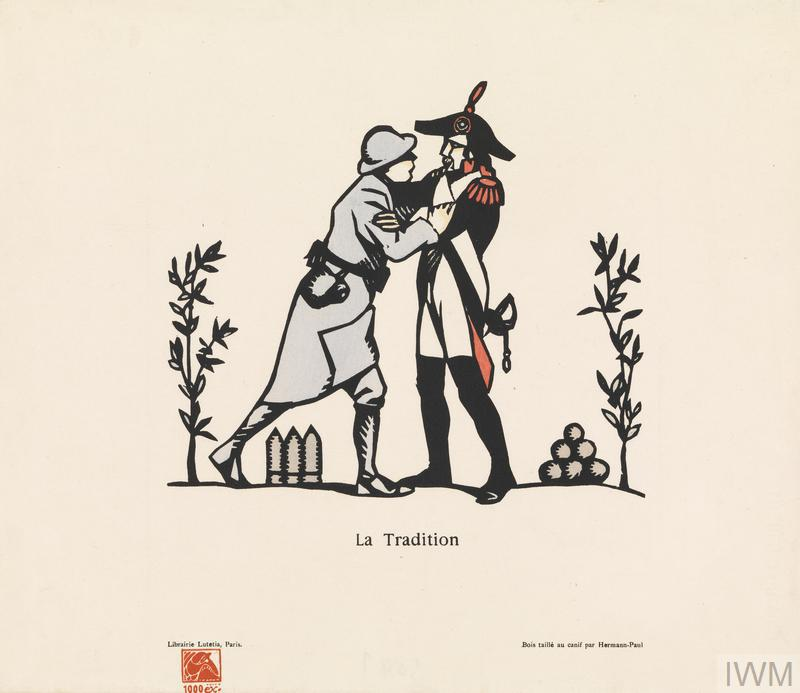 La Tradition
Librairie Lutetia, Paris.
Bois taillé au canif par Hermann-Paul
1000 ex.
IWM